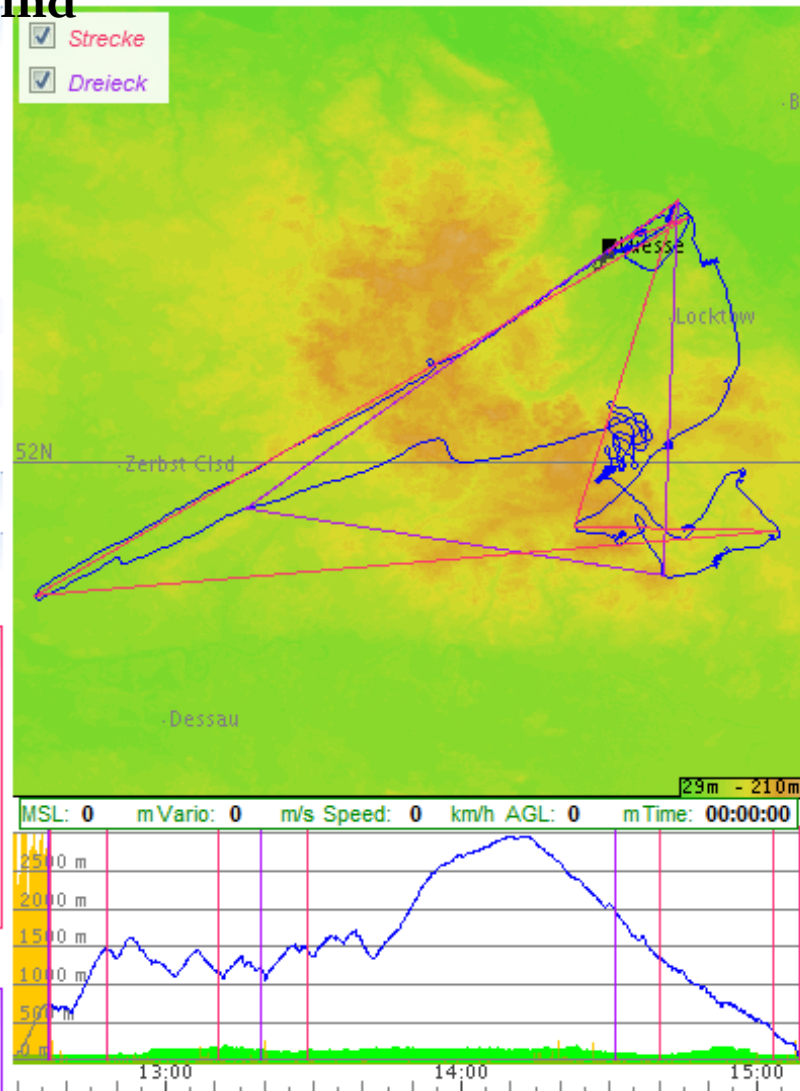 Strecke
Dreieck
Locktow
52N
Zerbst Clsd
Dessau
29m - 210m
MSL: 0 m Vario: 0 m/s Speed: 0 km/h AGL: 0 m Time: 00:00:00
2500 m
2000 m
1500 m
1000 m
500 m
0 m
13:00 14:00 15:00